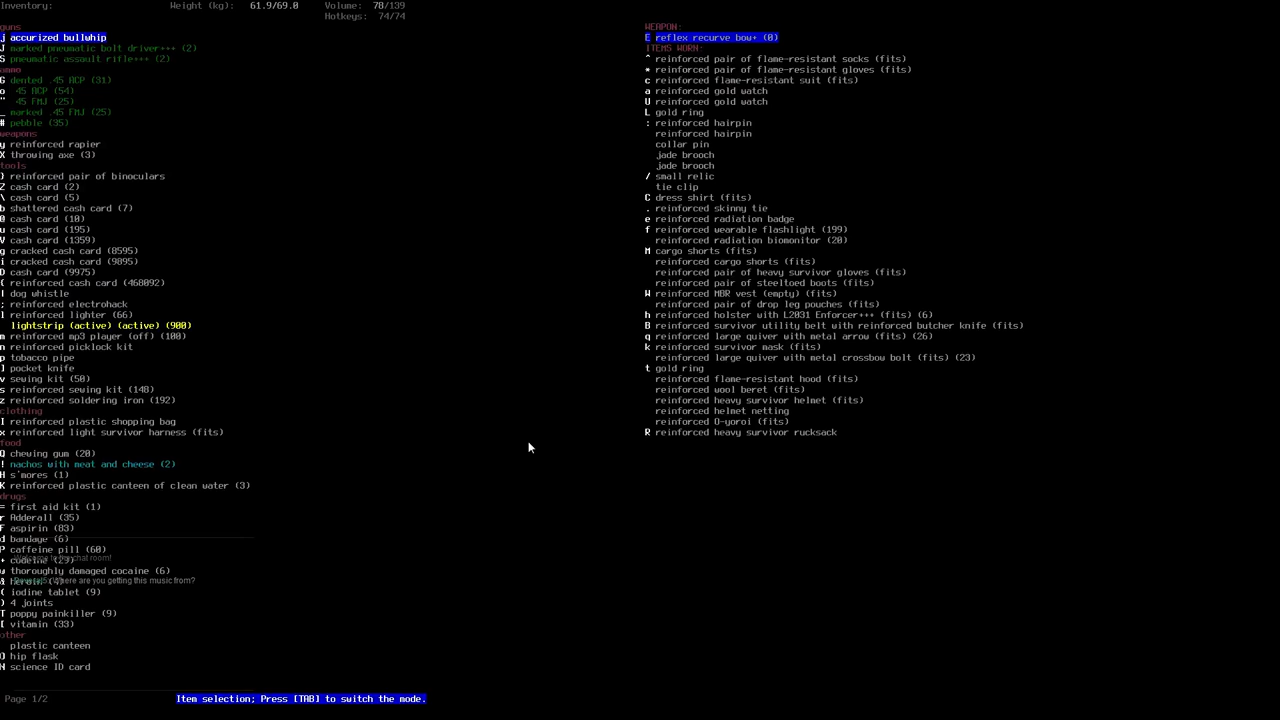 Inventory:
Weight (kg): 61.9/69.0 Volume: 78/139
Hotkeys: 74/74
guns
j accurized bullwhip
J marked pneumatic bolt driver+++ (2)
S pneumatic assault rifle+++ (2)
ammo
G dented .45 ACP (31)
o .45 ACP (54)
" .45 FMJ (25)
_ marked .45 FMJ (25)
# pebble (35)
weapons
y reinforced rapier
X throwing axe (3)
tools
} reinforced pair of binoculars
Z cash card (2)
\ cash card (5)
b shattered cash card (7)
@ cash card (10)
u cash card (195)
V cash card (1359)
g cracked cash card (8595)
i cracked cash card (9895)
D cash card (9975)
{ reinforced cash card (468092)
| dog whistle
; reinforced electrohack
l reinforced lighter (66)
lightstrip (active) (active) (900)
m reinforced mp3 player (off) (100)
n reinforced picklock kit
p tobacco pipe
] pocket knife
v sewing kit (50)
s reinforced sewing kit (148)
z reinforced soldering iron (192)
clothing
I reinforced plastic shopping bag
x reinforced light survivor harness (fits)
food
Q chewing gum (20)
! nachos with meat and cheese (2)
H s'mores (1)
K reinforced plastic canteen of clean water (3)
drugs
= first aid kit (1)
r Adderall (35)
F aspirin (83)
d bandage (6)
P caffeine pill (60)
+ codeine (29)
Welcome to the chat room!
w thoroughly damaged cocaine (6)
& heroin
Where are you getting this music from?
( iodine tablet (9)
) 4 joints
T poppy painkiller (9)
[ vitamin (33)
other
plastic canteen
O hip flask
N science ID card
WEAPON:
E reflex recurve bow+ (0)
ITEMS WORN:
^ reinforced pair of flame-resistant socks (fits)
* reinforced pair of flame-resistant gloves (fits)
c reinforced flame-resistant suit (fits)
a reinforced gold watch
U reinforced gold watch
L gold ring
: reinforced hairpin
reinforced hairpin
collar pin
jade brooch
jade brooch
/ small relic
tie clip
C dress shirt (fits)
. reinforced skinny tie
e reinforced radiation badge
f reinforced wearable flashlight (199)
reinforced radiation biomonitor (20)
M cargo shorts (fits)
reinforced cargo shorts (fits)
reinforced pair of heavy survivor gloves (fits)
reinforced pair of steeltoed boots (fits)
W reinforced MBR vest (empty) (fits)
reinforced pair of drop leg pouches (fits)
h reinforced holster with L2031 Enforcer+++ (fits) (6)
B reinforced survivor utility belt with reinforced butcher knife (fits)
q reinforced large quiver with metal arrow (fits) (26)
k reinforced survivor mask (fits)
reinforced large quiver with metal crossbow bolt (fits) (23)
t gold ring
reinforced flame-resistant hood (fits)
reinforced wool beret (fits)
reinforced heavy survivor helmet (fits)
reinforced helmet netting
reinforced O-yoroi (fits)
R reinforced heavy survivor rucksack
Page 1/2
Item selection; Press [TAB] to switch the mode.